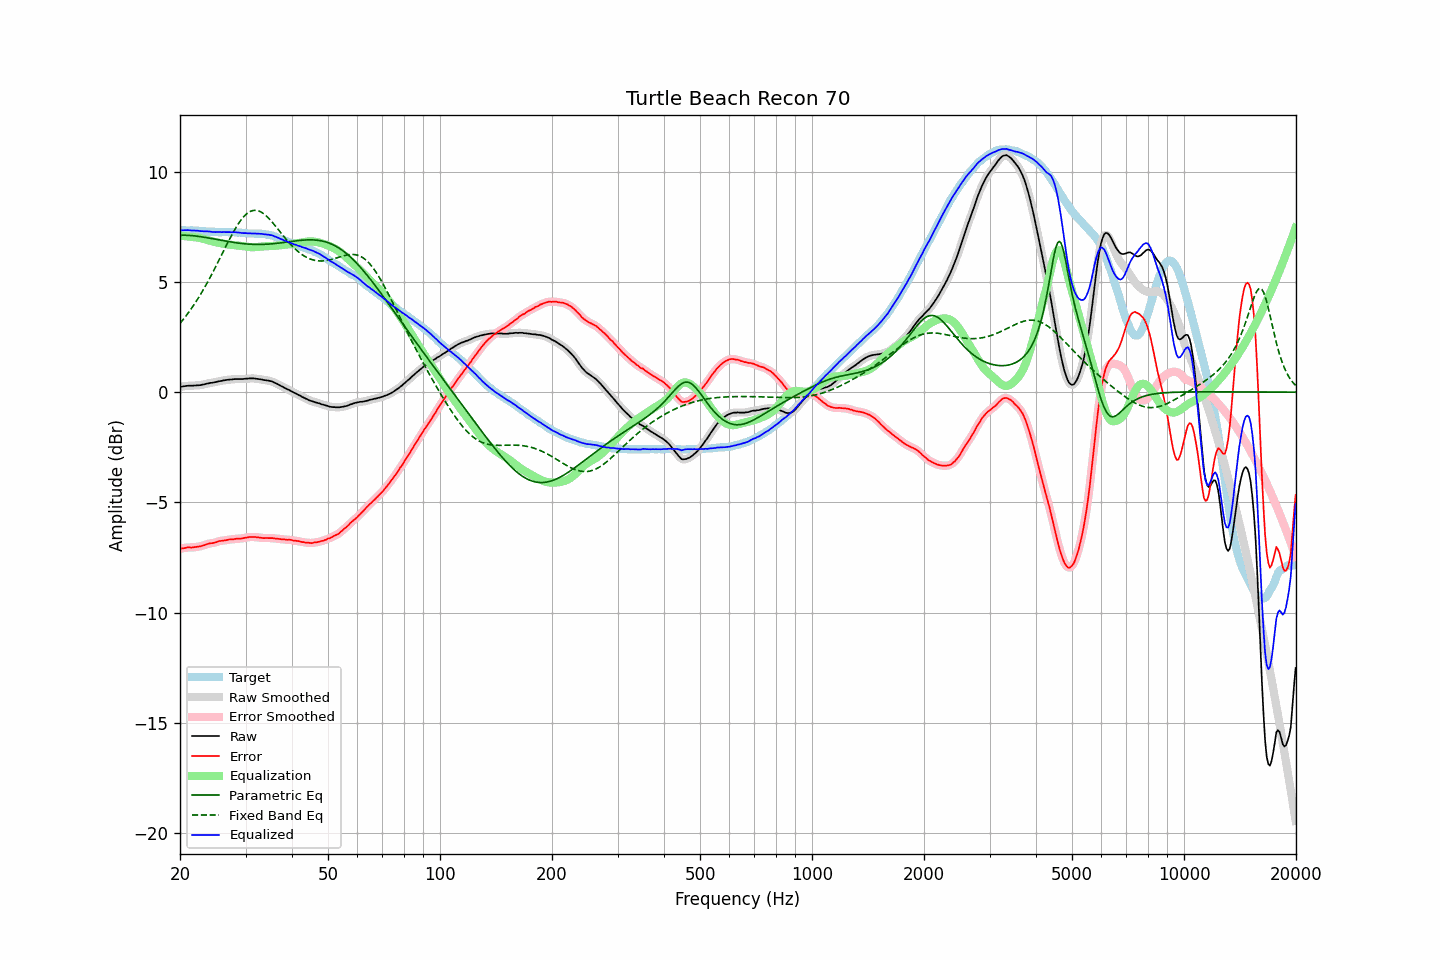 Turtle Beach Recon 70
Amplitude (dBr)
10
5
0
−5
−10
−15
−20
Target
Raw Smoothed
Error Smoothed
Raw
Error
Equalization
Parametric Eq
Fixed Band Eq
Equalized
20 50 100 200 500 1000 2000 5000 10000 20000
Frequency (Hz)